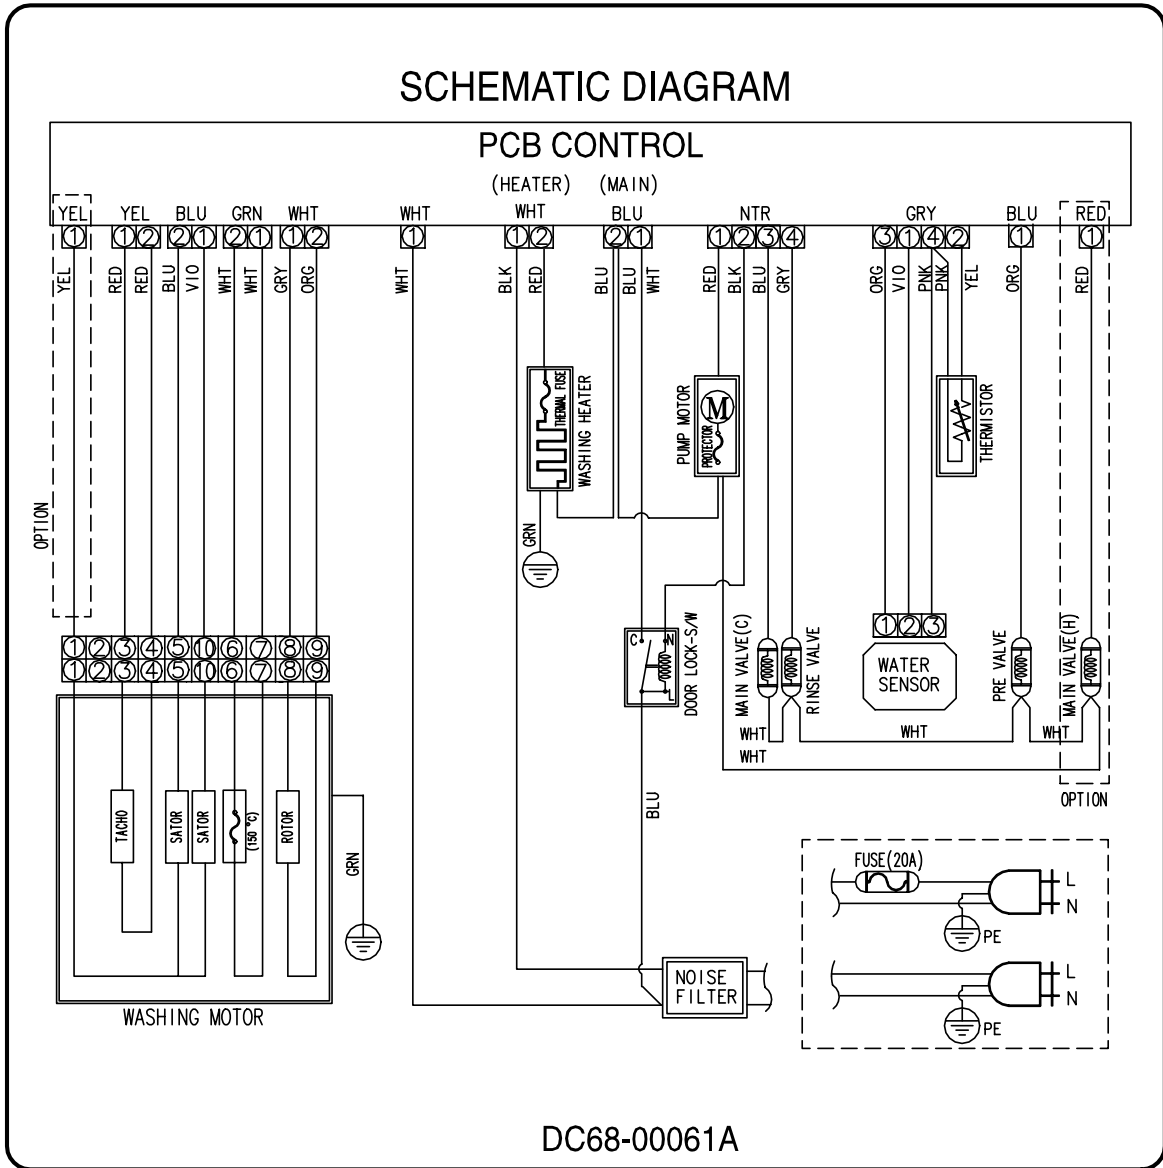 SCHEMATIC DIAGRAM
PCB CONTROL
(HEATER) (MAIN)
YEL YEL BLU GRN WHT WHT WHT BLU NTR GRY BLU RED
1 1 2 2 1 2 1 1 2 1 1 2 2 1 1 2 3 4 3 1 4 2 1 1
YEL RED RED BLU VIO WHT WHT GRY ORG WHT BLK RED BLU BLU WHT RED BLK BLU GRY ORG VIO PNK PNK YEL ORG RED
THERMAL FUSE
WASHING HEATER
PUMP MOTOR
M
PROTECTOR
THERMISTOR
OPTION
GRN
1 2 3 4 5 10 6 7 8 9
1 2 3 4 5 10 6 7 8 9
C N
L
DOOR LOCK-S/W
MAIN VALVE(C)
RINSE VALVE
1 2 3
WATER
SENSOR
PRE VALVE
MAIN VALVE(H)
WHT WHT WHT
WHT
OPTION
BLU
TACHO
SATOR
SATOR
(150 °C)
ROTOR
GRN
WASHING MOTOR
NOISE
FILTER
FUSE(20A)
L
N
PE
L
N
PE
DC68-00061A